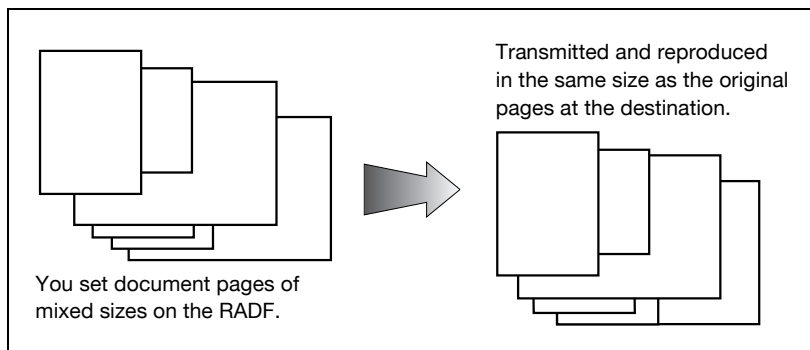 You set document pages of
mixed sizes on the RADF.
Transmitted and reproduced
in the same size as the original
pages at the destination.